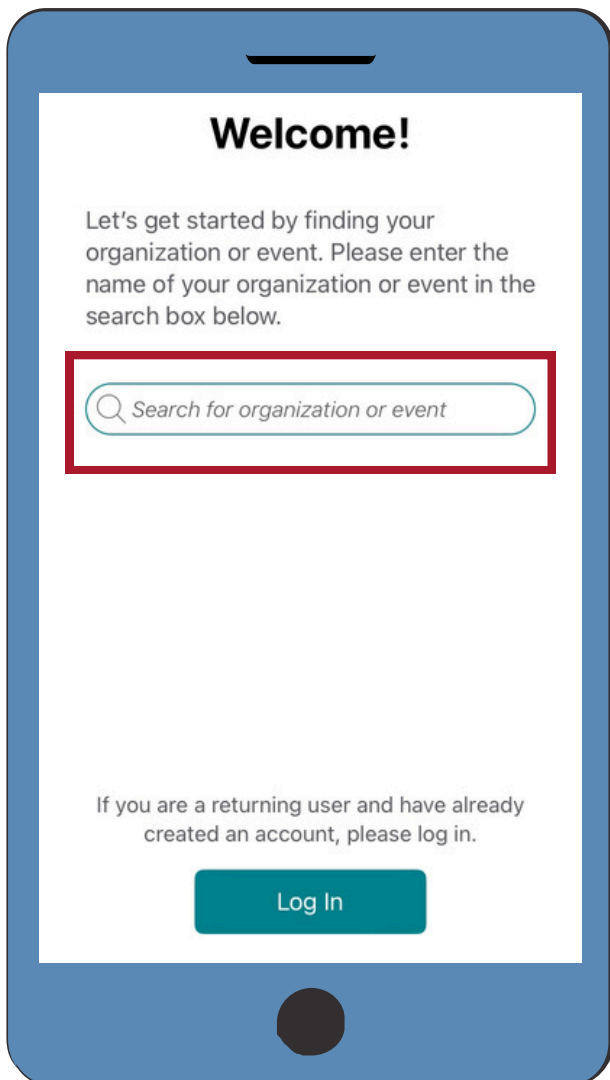 Welcome!
Let's get started by finding your
organization or event. Please enter the
name of your organization or event in the
search box below.
Search for organization or event
If you are a returning user and have already
created an account, please log in.
Log In